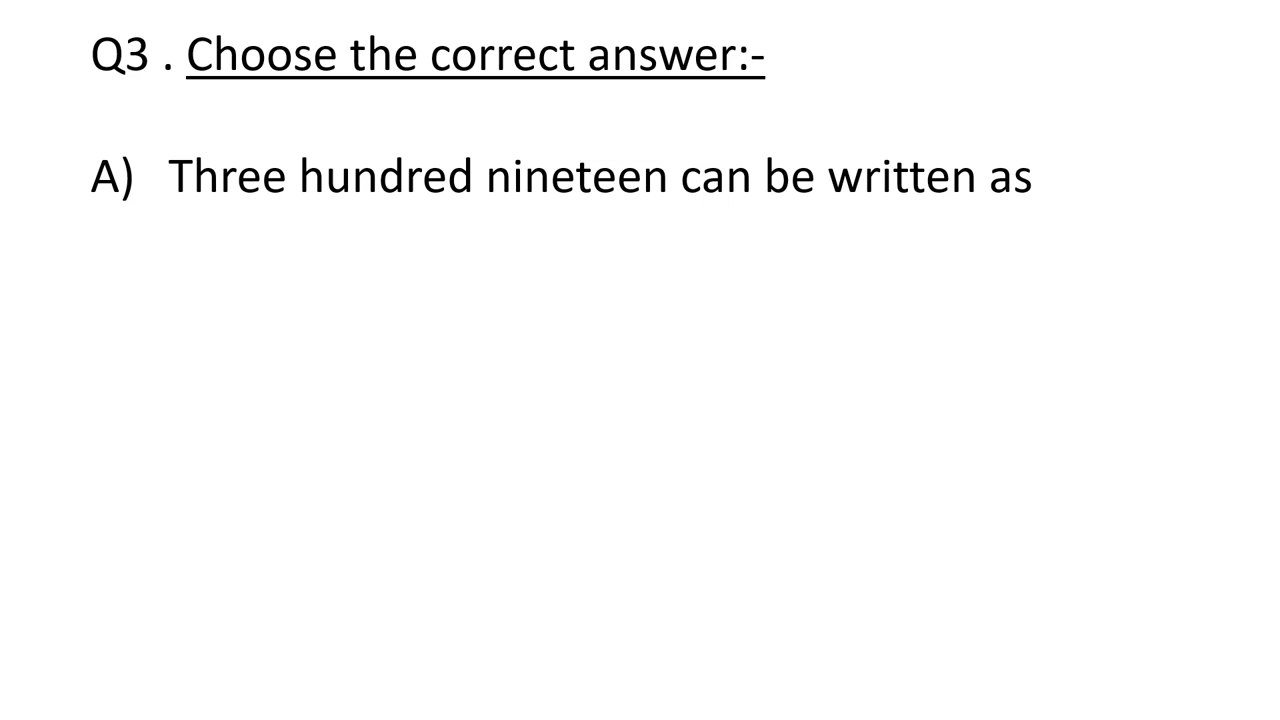 Q3 . Choose the correct answer:-
A) Three hundred nineteen can be written as